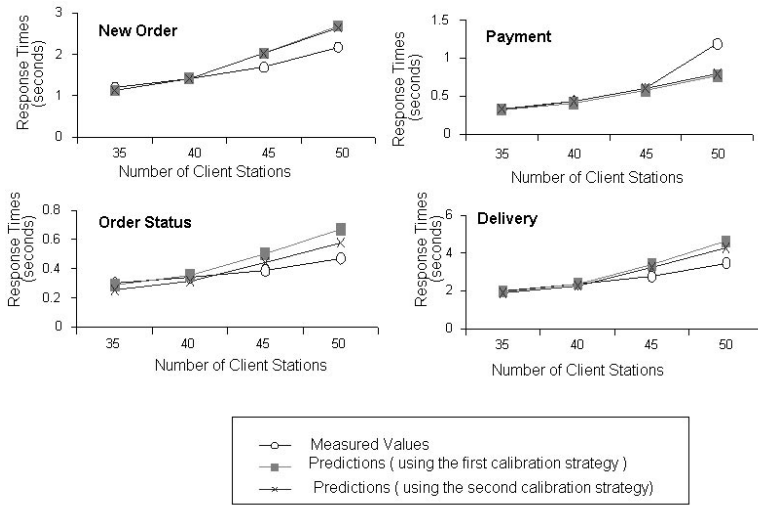 New Order
Response Times
(seconds)
3
2
1
0
35 40 45 50
Number of Client Stations
Payment
Response Times
(seconds)
1.5
1
0.5
0
35 40 45 50
Number of Client Stations
Order Status
Response Times
(seconds)
0.8
0.6
0.4
0.2
0
35 40 45 50
Number of Client Stations
Delivery
Response Times
(seconds)
6
4
2
0
35 40 45 50
Number of Client Stations
Measured Values
Predictions ( using the first calibration strategy )
Predictions ( using the second calibration strategy)